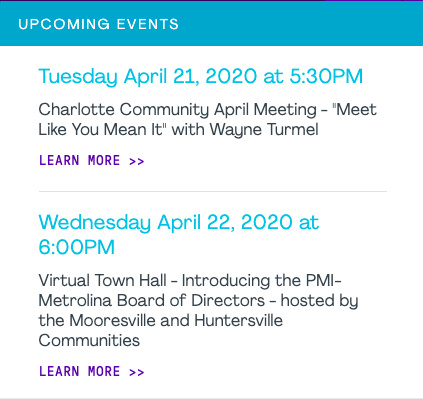 UPCOMING EVENTS
Tuesday April 21, 2020 at 5:30PM
Charlotte Community April Meeting - "Meet
Like You Mean It" with Wayne Turmel
LEARN MORE >>
Wednesday April 22, 2020 at
6:00PM
Virtual Town Hall - Introducing the PMI-
Metrolina Board of Directors - hosted by
the Mooresville and Huntersville
Communities
LEARN MORE >>